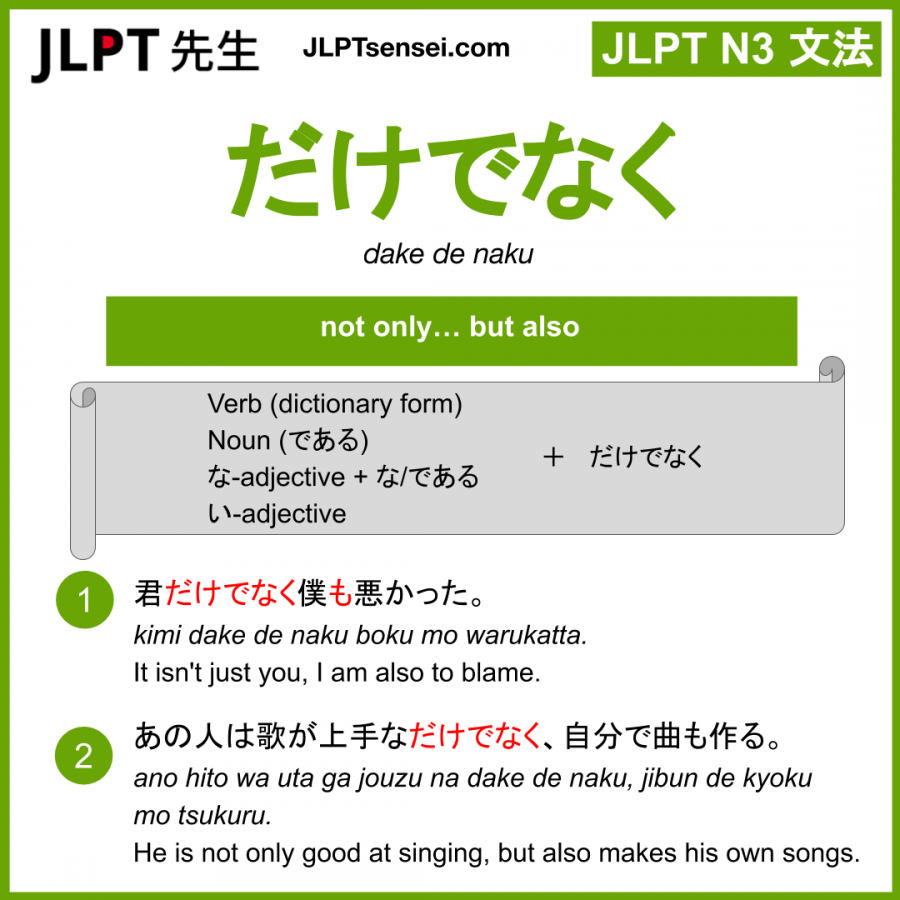 JLPT 先生
JLPTsensei.com
JLPT N3 文法
だけでなく
dake de naku
not only... but also
Verb (dictionary form)
Noun (である)
な-adjective + な/である
い-adjective
＋ だけでなく
1
君だけでなく僕も悪かった。
kimi dake de naku boku mo warukatta.
It isn't just you, I am also to blame.
2
あの人は歌が上手なだけでなく、自分で曲も作る。
ano hito wa uta ga jouzu na dake de naku, jibun de kyoku
mo tsukuru.
He is not only good at singing, but also makes his own songs.